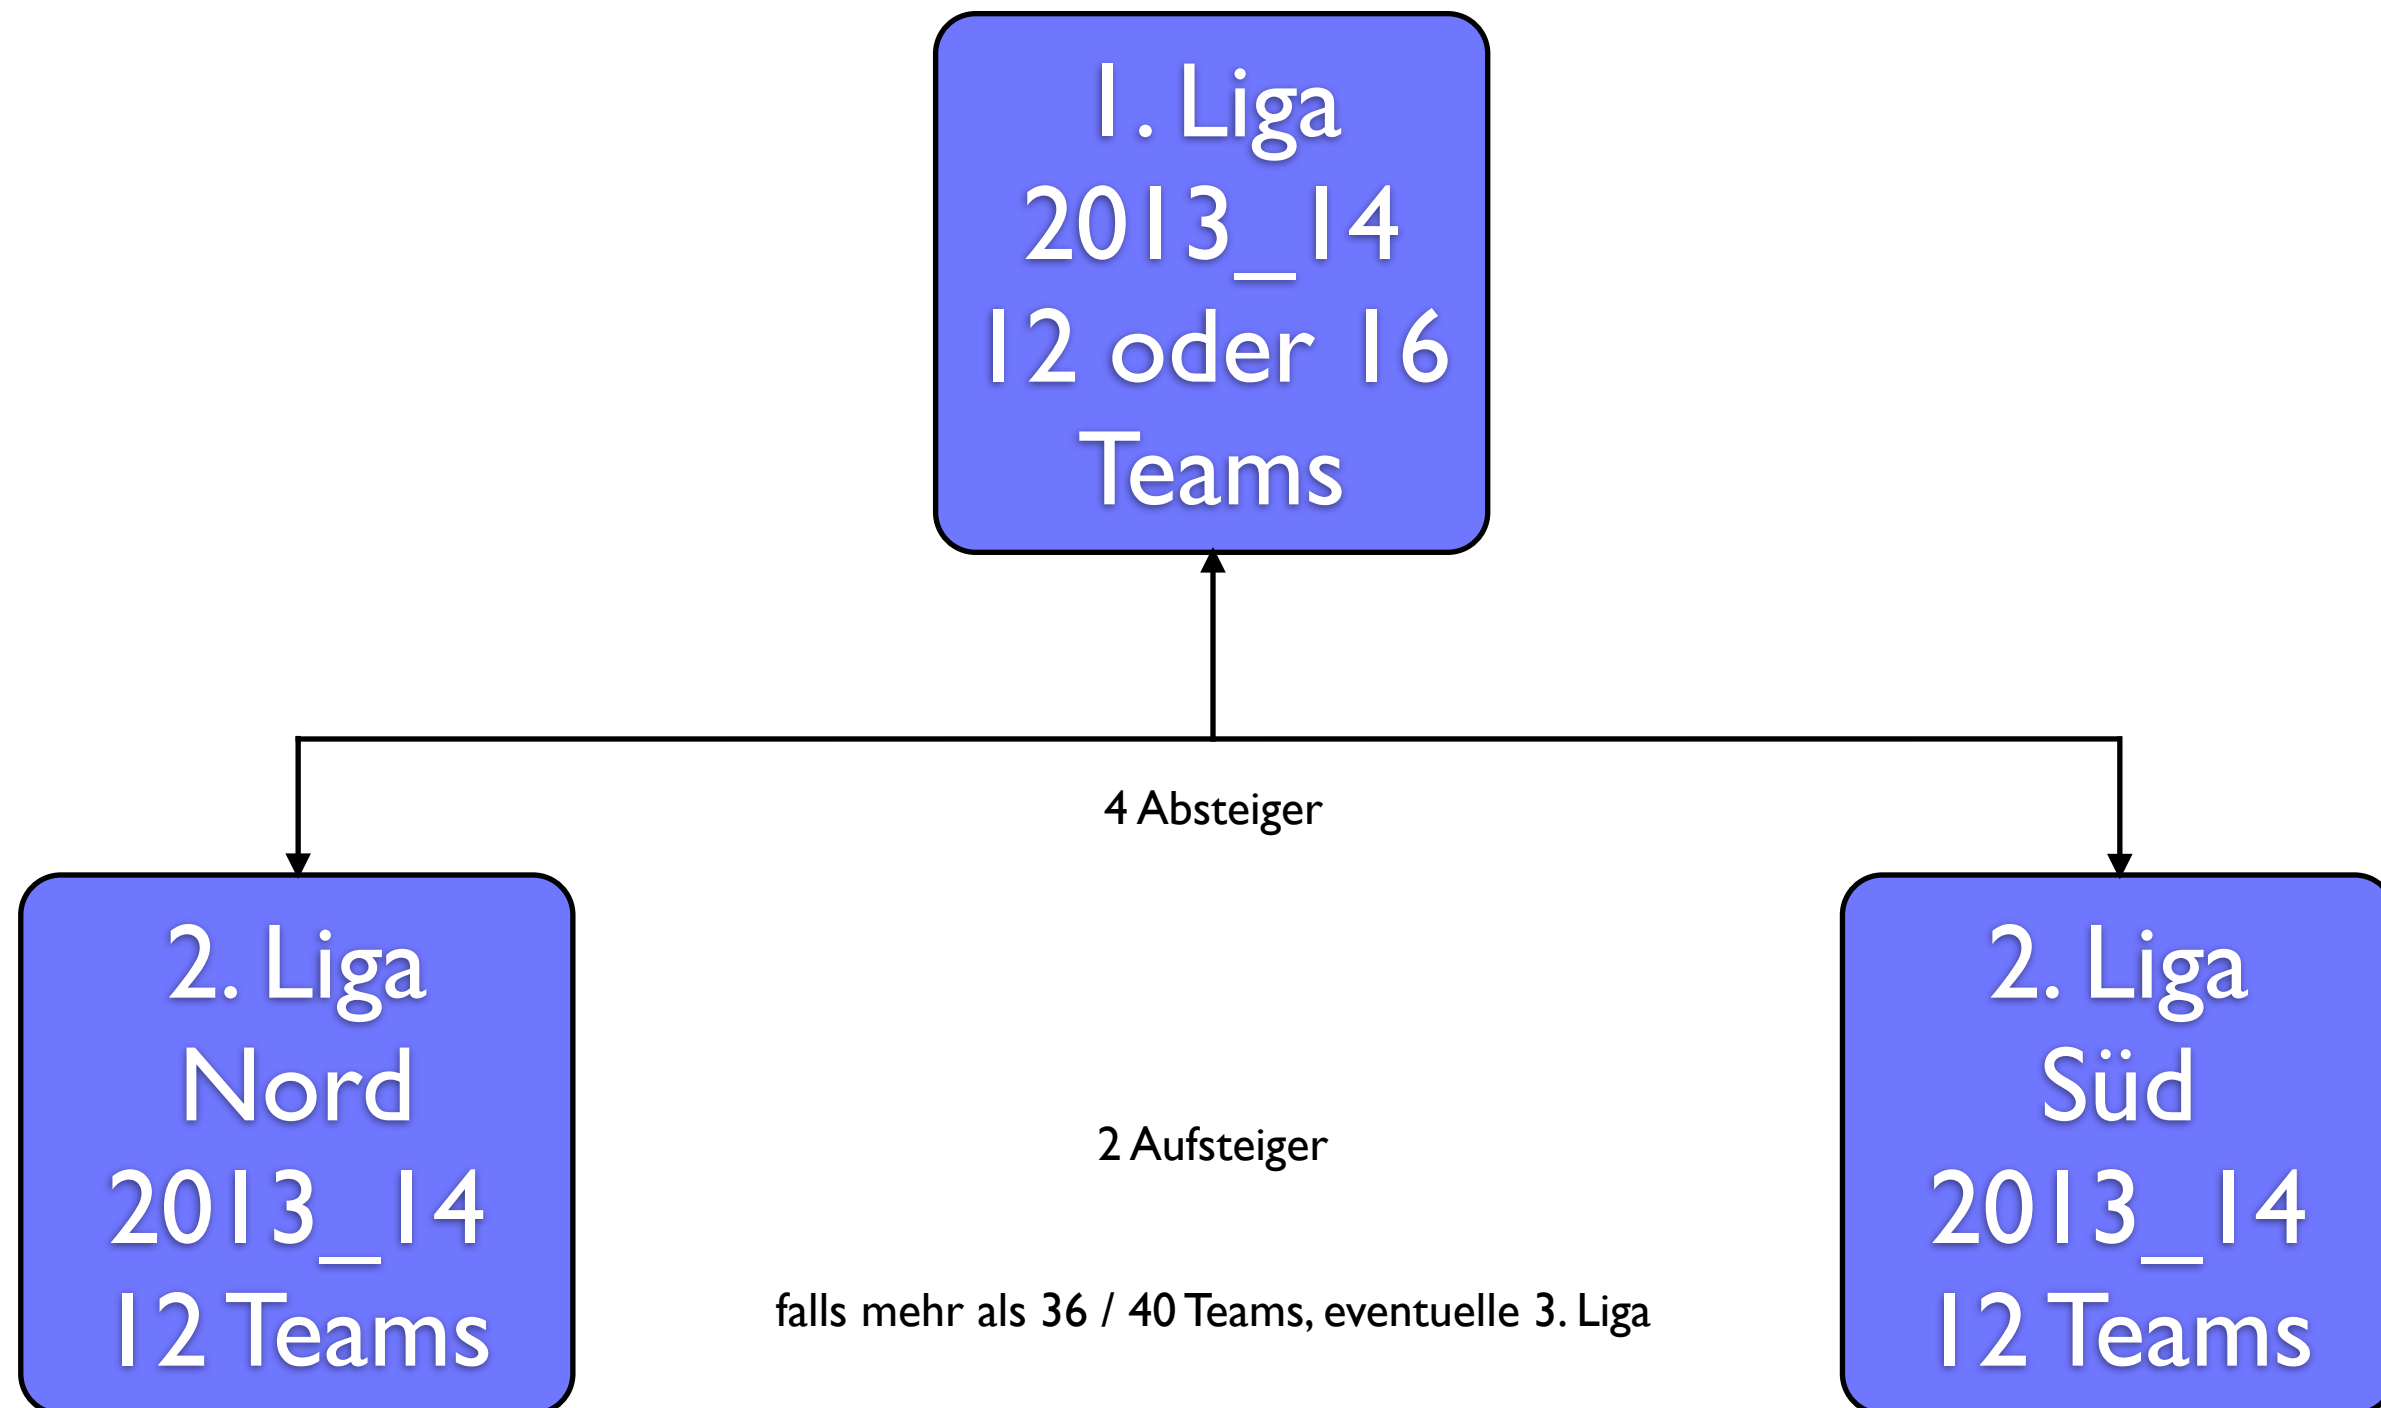 1. Liga
2013_14
12 oder 16
Teams
4 Absteiger
2. Liga
Nord
2013_14
12 Teams
2 Aufsteiger
falls mehr als 36 / 40 Teams, eventuelle 3. Liga
2. Liga
Süd
2013_14
12 Teams